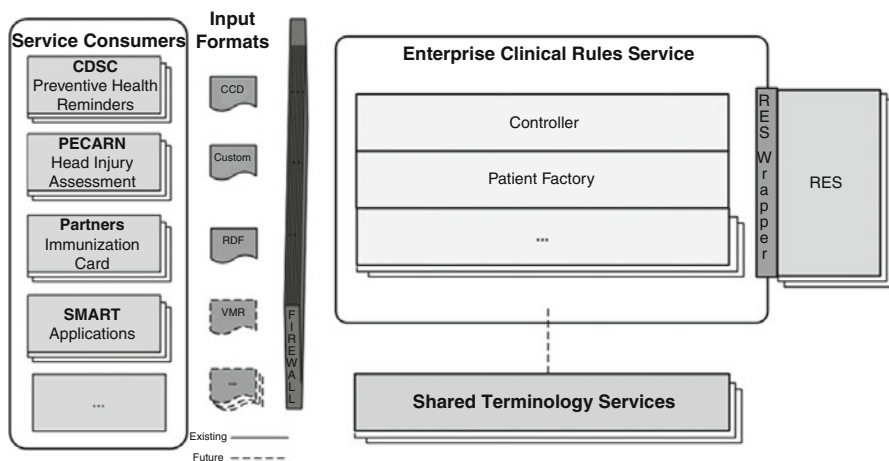 Service Consumers
CDSC
Preventive Health
Reminders
PECARN
Head Injury
Assessment
Partners
Immunization
Card
SMART
Applications
...
Input
Formats
CCD
Custom
RDF
VMR
...
Existing
Future
FIREWALL
Enterprise Clinical Rules Service
Controller
Patient Factory
...
RES Wrapper
RES
Shared Terminology Services